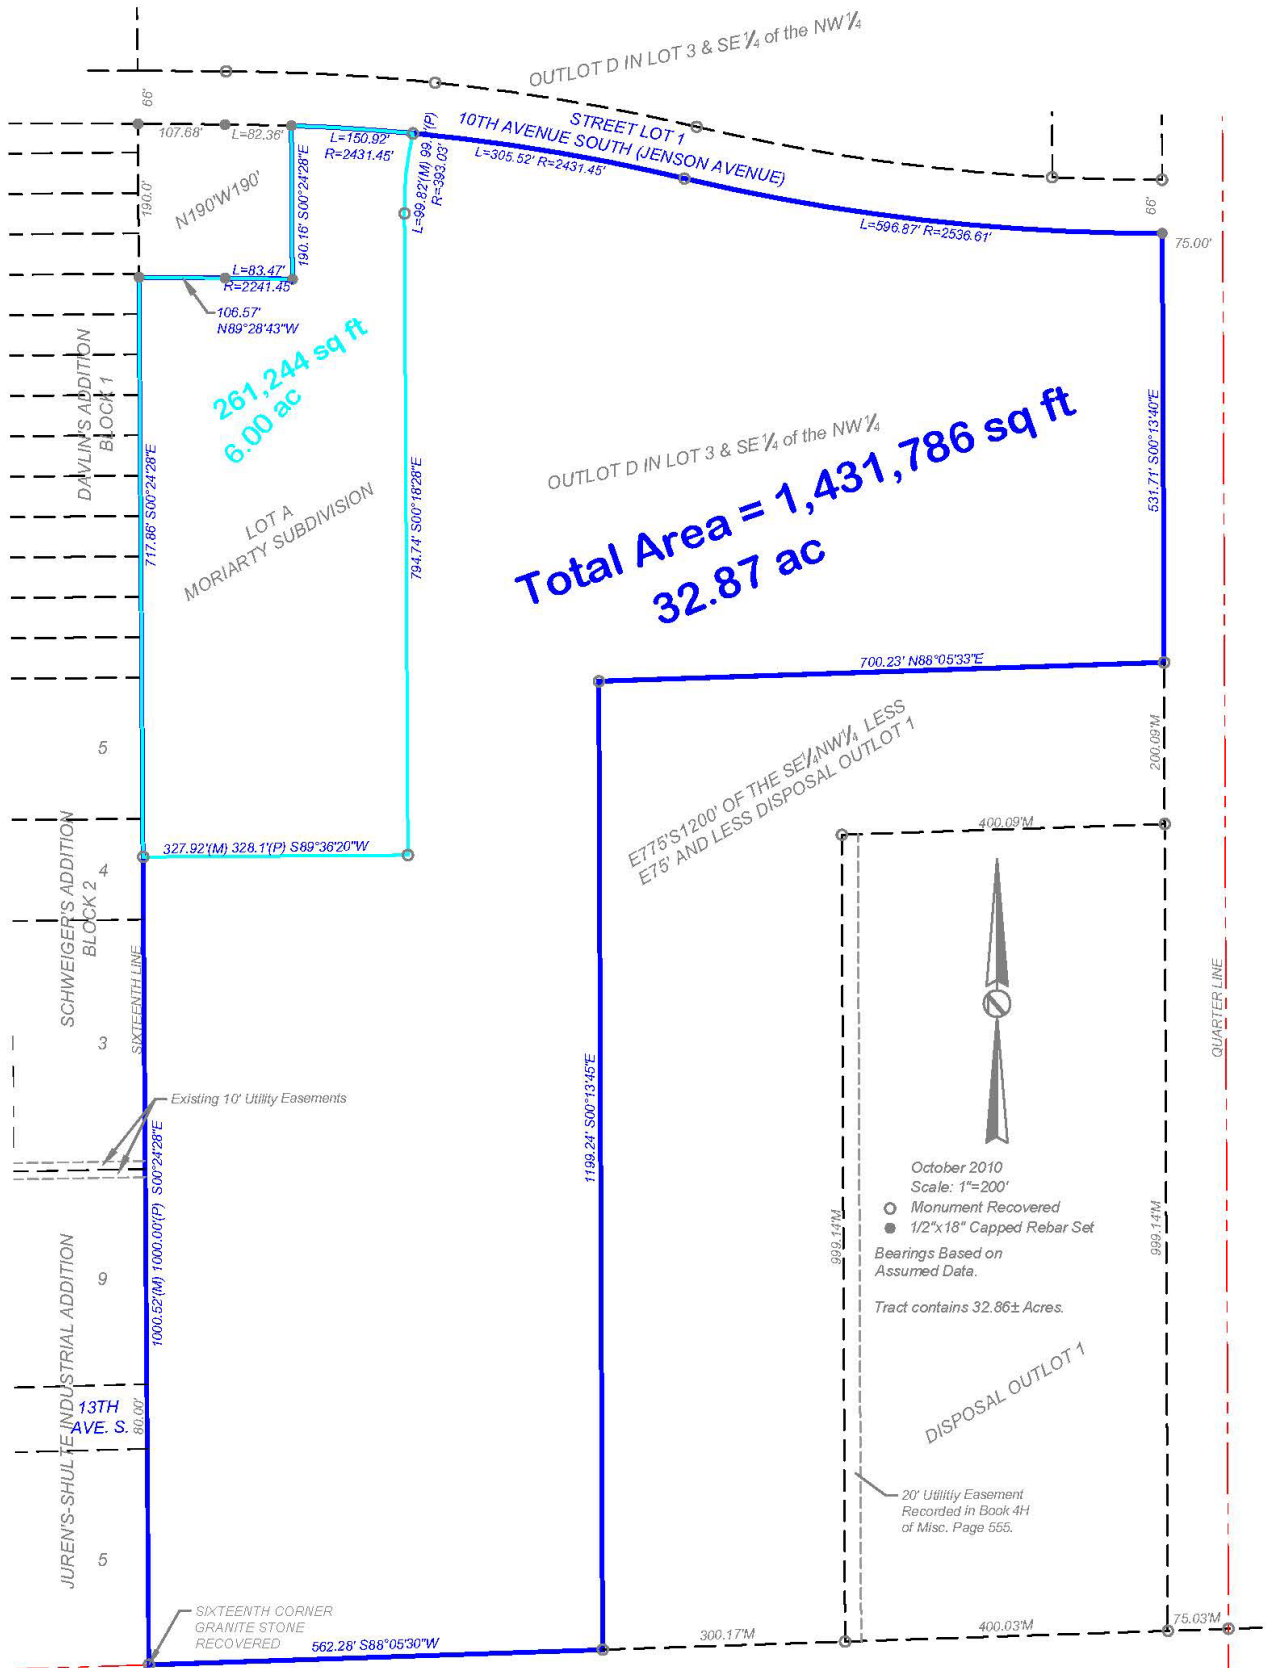 OUTLOT D IN LOT 3 & SE ¼ of the NW ¼
66'
107.68'
L=82.36'
L=150.92'
R=2431.45'
STREET LOT 1
10TH AVENUE SOUTH (JENSON AVENUE)
L=305.52' R=2431.45'
L=99.82'(M)
R=393.03'
L=596.87' R=2536.61'
66'
75.00'
190.0'
N190'W190'
190.16' S00°24'28"E
L=83.47'
R=2241.45'
106.57'
N89°28'43"W
261,244 sq ft
6.00 ac
DAVLIN'S ADDITION
BLOCK 1
717.86' S00°24'28"E
LOT A
MORIARTY SUBDIVISION
794.74' S00°18'28"E
OUTLOT D IN LOT 3 & SE ¼ of the NW ¼
Total Area = 1,431,786 sq ft
32.87 ac
531.71' S00°13'40"E
700.23' N88°05'33"E
200.09'M
5
E775'S1200' OF THE SE¼NW¼, LESS
E75' AND LESS DISPOSAL OUTLOT 1
400.09'M
327.92'(M) 328.1'(P) S89°36'20"W
4
SCHWEIGER'S ADDITION
BLOCK 2
SIXTEENTH LINE
3
QUARTER LINE
Existing 10' Utility Easements
1199.24' S00°13'45"E
1000.52'(M) 1000.00'(P) S00°24'28"E
October 2010
Scale: 1"=200'
Monument Recovered
1/2"x18" Capped Rebar Set
Bearings Based on
Assumed Data.
Tract contains 32.86± Acres.
999.14'M
999.14'M
JUREN'S-SHULTE INDUSTRIAL ADDITION
9
13TH
AVE. S.
80.00'
DISPOSAL OUTLOT 1
20' Utilitiy Easement
Recorded in Book 4H
of Misc. Page 555.
5
SIXTEENTH CORNER
GRANITE STONE
RECOVERED
562.28' S88°05'30"W
300.17'M
400.03'M
75.03'M